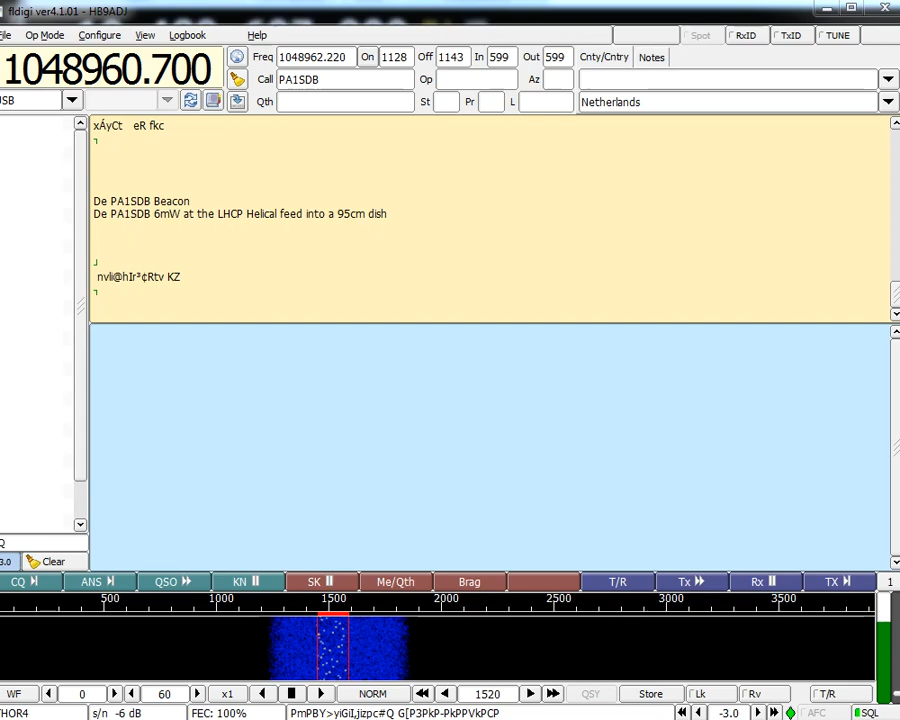 fldigi ver4.1.01 - HB9ADJ
File Op Mode Configure View Logbook Help Spot RxID TxID TUNE
1048960.700
Freq 1048962.220 On 1128 Off 1143 In 599 Out 599 Cnty/Cntry Notes
Call PA1SDB Op Az
USB Qth St Pr L Netherlands
xÁyCt eR fkc
De PA1SDB Beacon
De PA1SDB 6mW at the LHCP Helical feed into a 95cm dish
nvli@hIr³¢Rtv KZ
Q
3.0 Clear
CQ ANS QSO KN SK Me/Qth Brag T/R Tx Rx TX 1
500 1000 1500 2000 2500 3000 3500
WF 0 60 x1 NORM 1520 QSY Store Lk Rv T/R
THOR4 s/n -6 dB FEC: 100% PmPBY>yiGiI,jizpc#Q G[P3PkP-PkPPVkPCP -3.0 AFC SQL